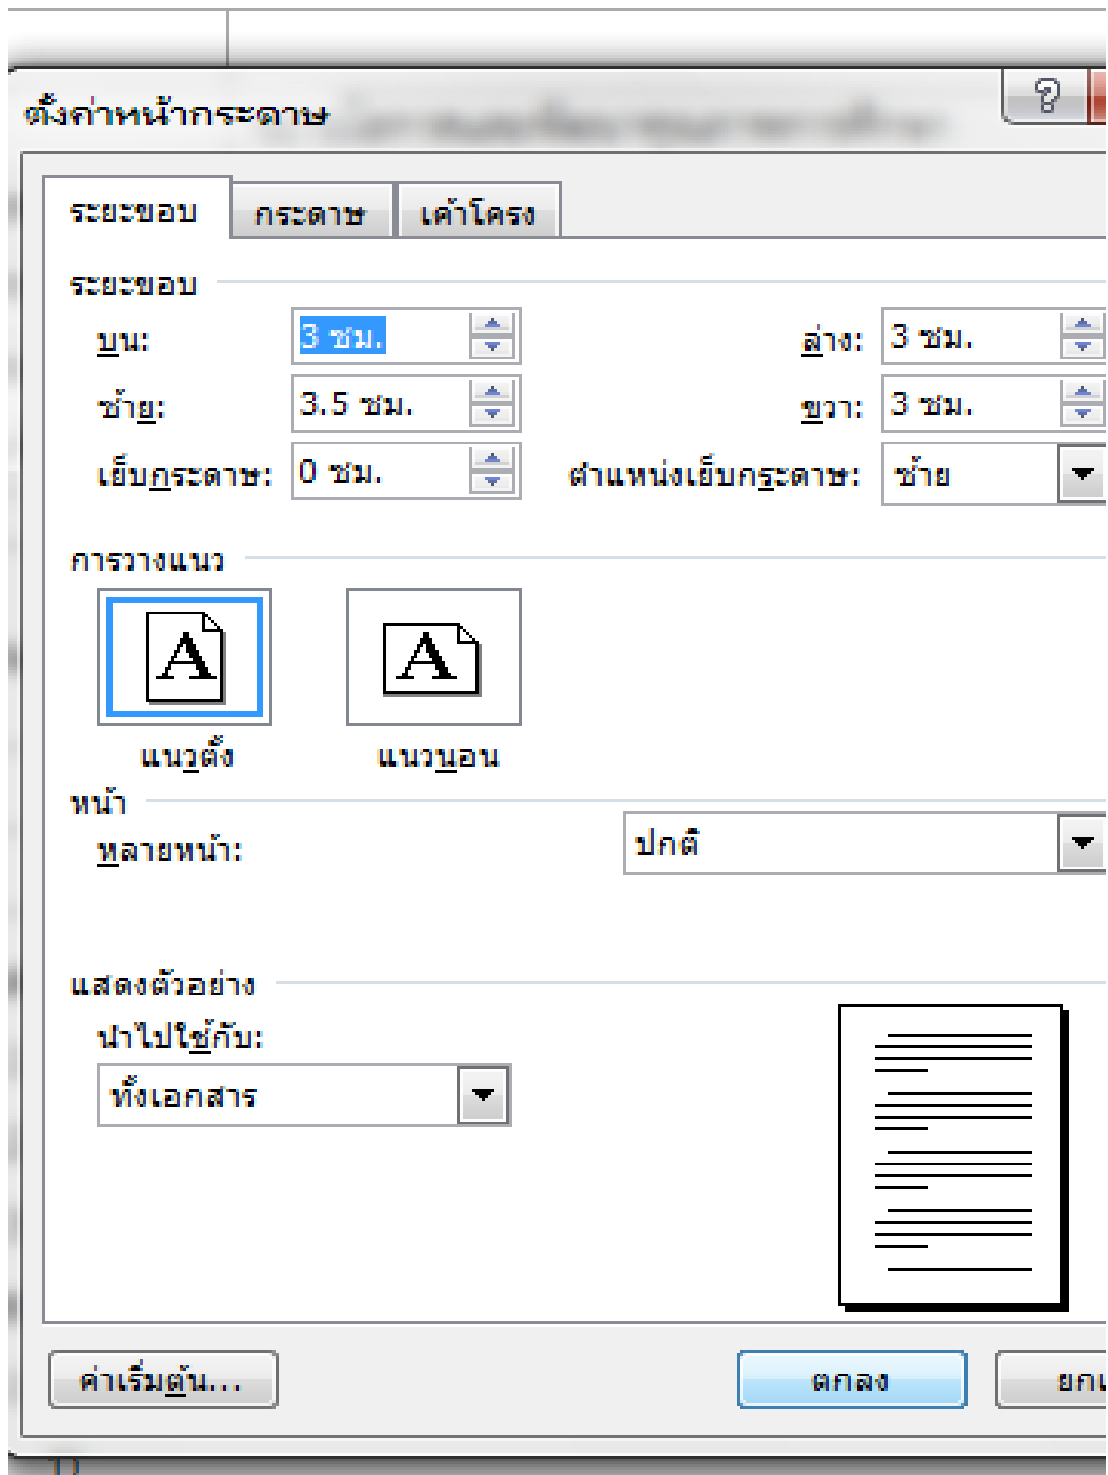 ตั้งค่าหน้ากระดาษ
ระยะขอบ กระดาษ เค้าโครง
ระยะขอบ
บน: 3 ซม. ล่าง: 3 ซม.
ซ้าย: 3.5 ซม. ขวา: 3 ซม.
เย็บกระดาษ: 0 ซม. ตำแหน่งเย็บกระดาษ: ซ้าย
การวางแนว
A A
แนวตั้ง แนวนอน
หน้า
หลายหน้า: ปกติ
แสดงตัวอย่าง
นำไปใช้กับ:
ทั้งเอกสาร
ค่าเริ่มต้น... ตกลง